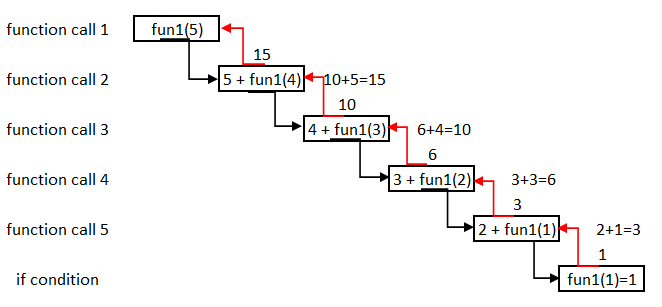 function call 1 fun1(5)
15
function call 2 5 + fun1(4) 10+5=15
10
function call 3 4 + fun1(3) 6+4=10
6
function call 4 3 + fun1(2) 3+3=6
3
function call 5 2 + fun1(1) 2+1=3
1
if condition fun1(1)=1